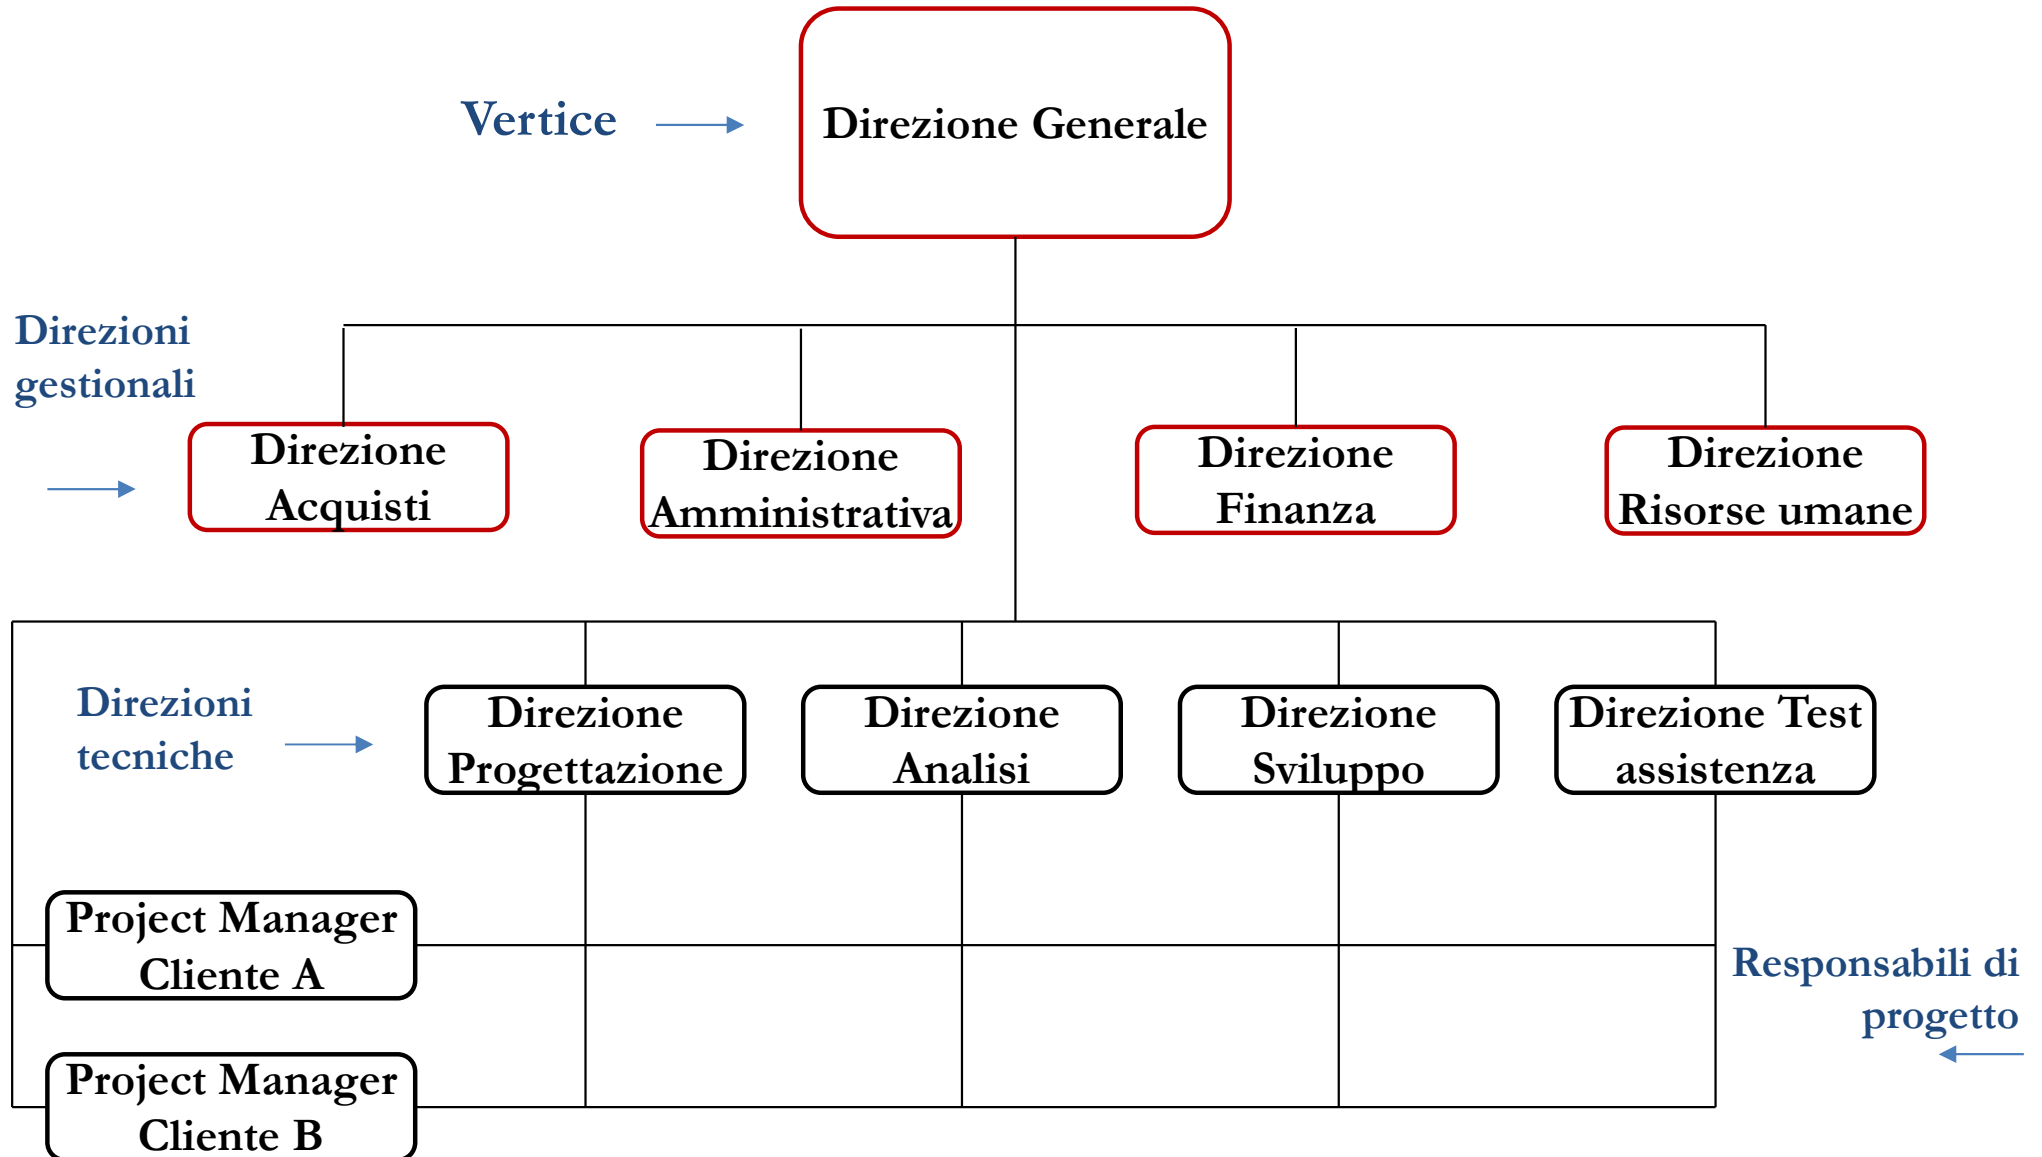 Vertice
Direzione Generale
Direzioni
gestionali
Direzione
Acquisti
Direzione
Amministrativa
Direzione
Finanza
Direzione
Risorse umane
Direzioni
tecniche
Direzione
Progettazione
Direzione
Analisi
Direzione
Sviluppo
Direzione Test
assistenza
Project Manager
Cliente A
Responsabili di
progetto
Project Manager
Cliente B